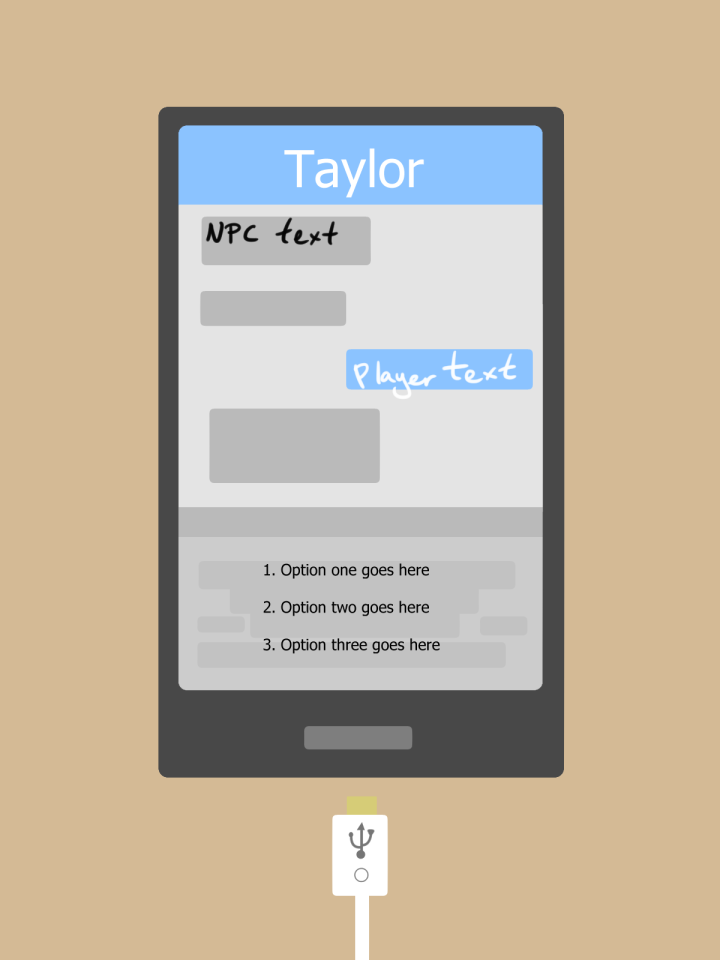 Taylor
NPC text
Player text
1. Option one goes here
2. Option two goes here
3. Option three goes here